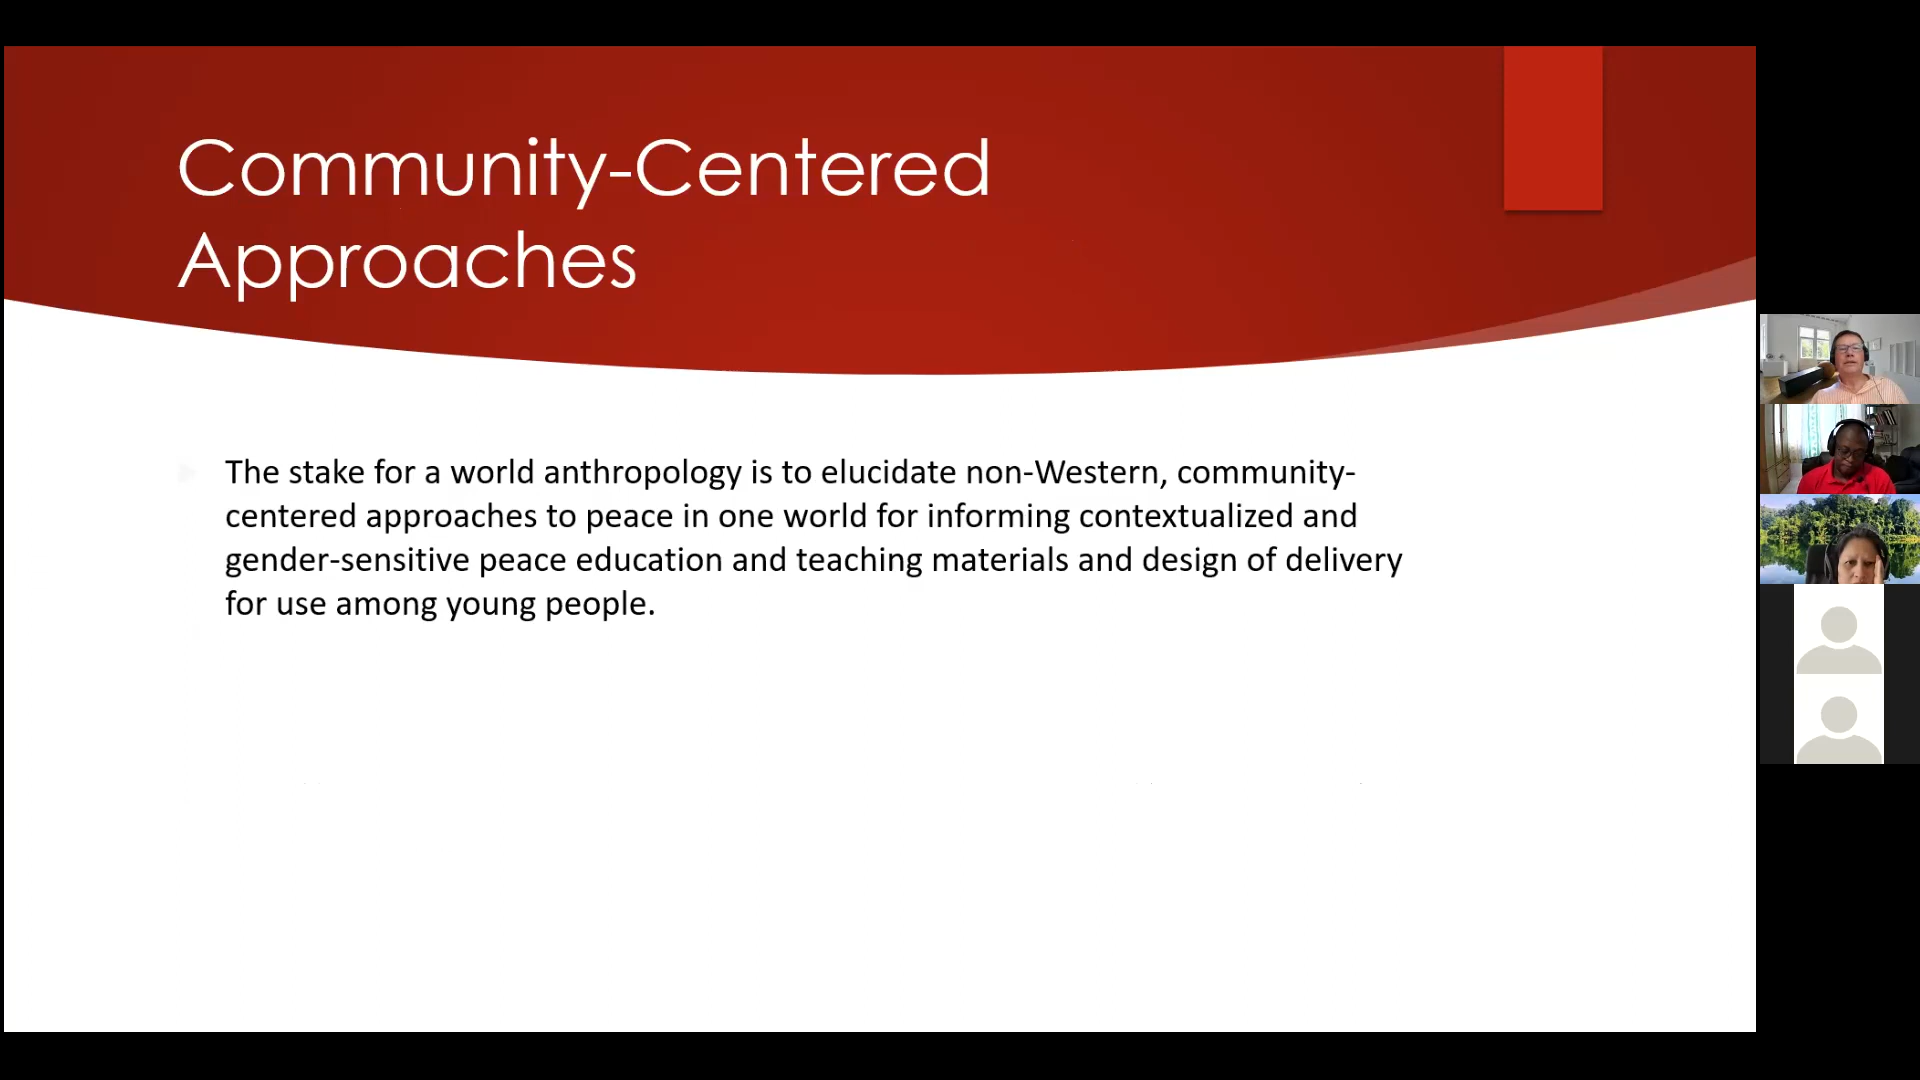 Community-Centered
Approaches
The stake for a world anthropology is to elucidate non-Western, community-
centered approaches to peace in one world for informing contextualized and
gender-sensitive peace education and teaching materials and design of delivery
for use among young people.